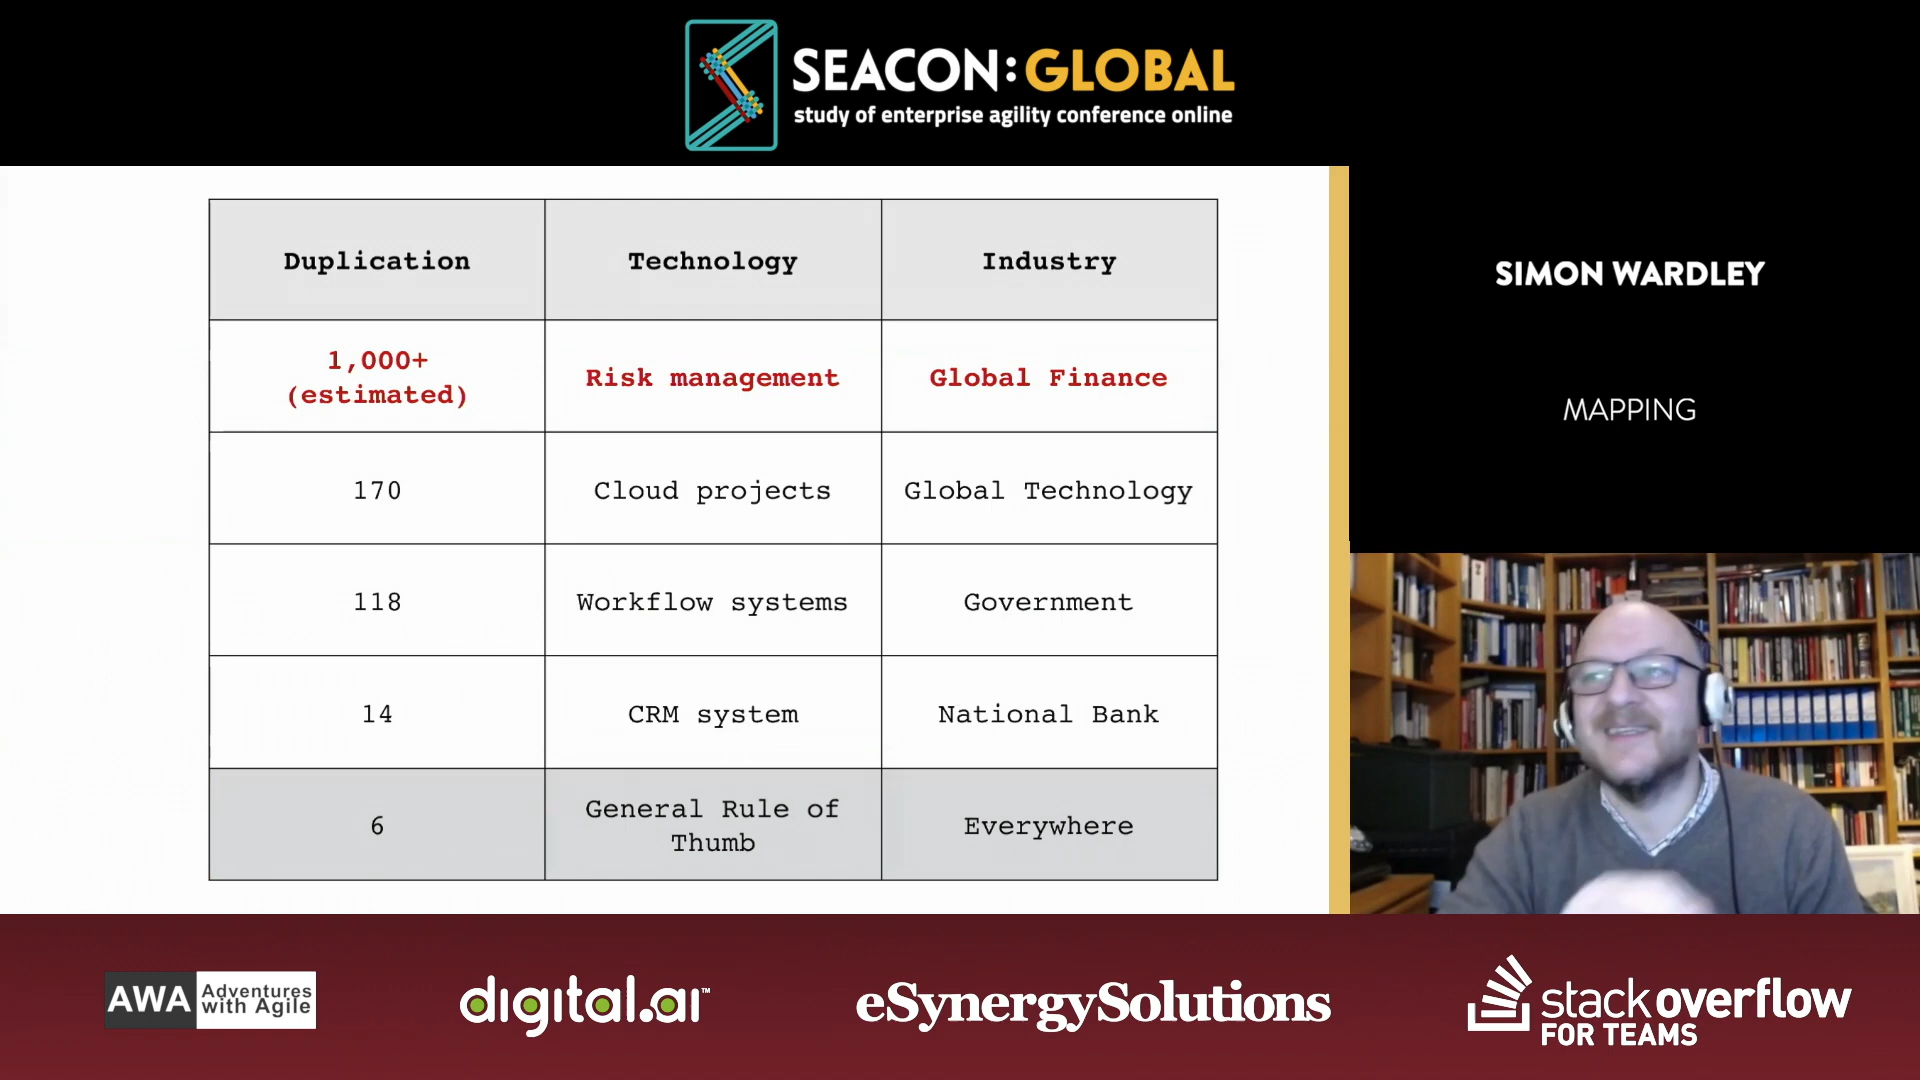 SEACON:GLOBAL
study of enterprise agility conference online
Duplication Technology Industry
1,000+
(estimated) Risk management Global Finance
170 Cloud projects Global Technology
118 Workflow systems Government
14 CRM system National Bank
6 General Rule of
Thumb Everywhere
SIMON WARDLEY
MAPPING
AWA Adventures
with Agile
digital.ai™
eSynergySolutions
stackoverflow
FOR TEAMS